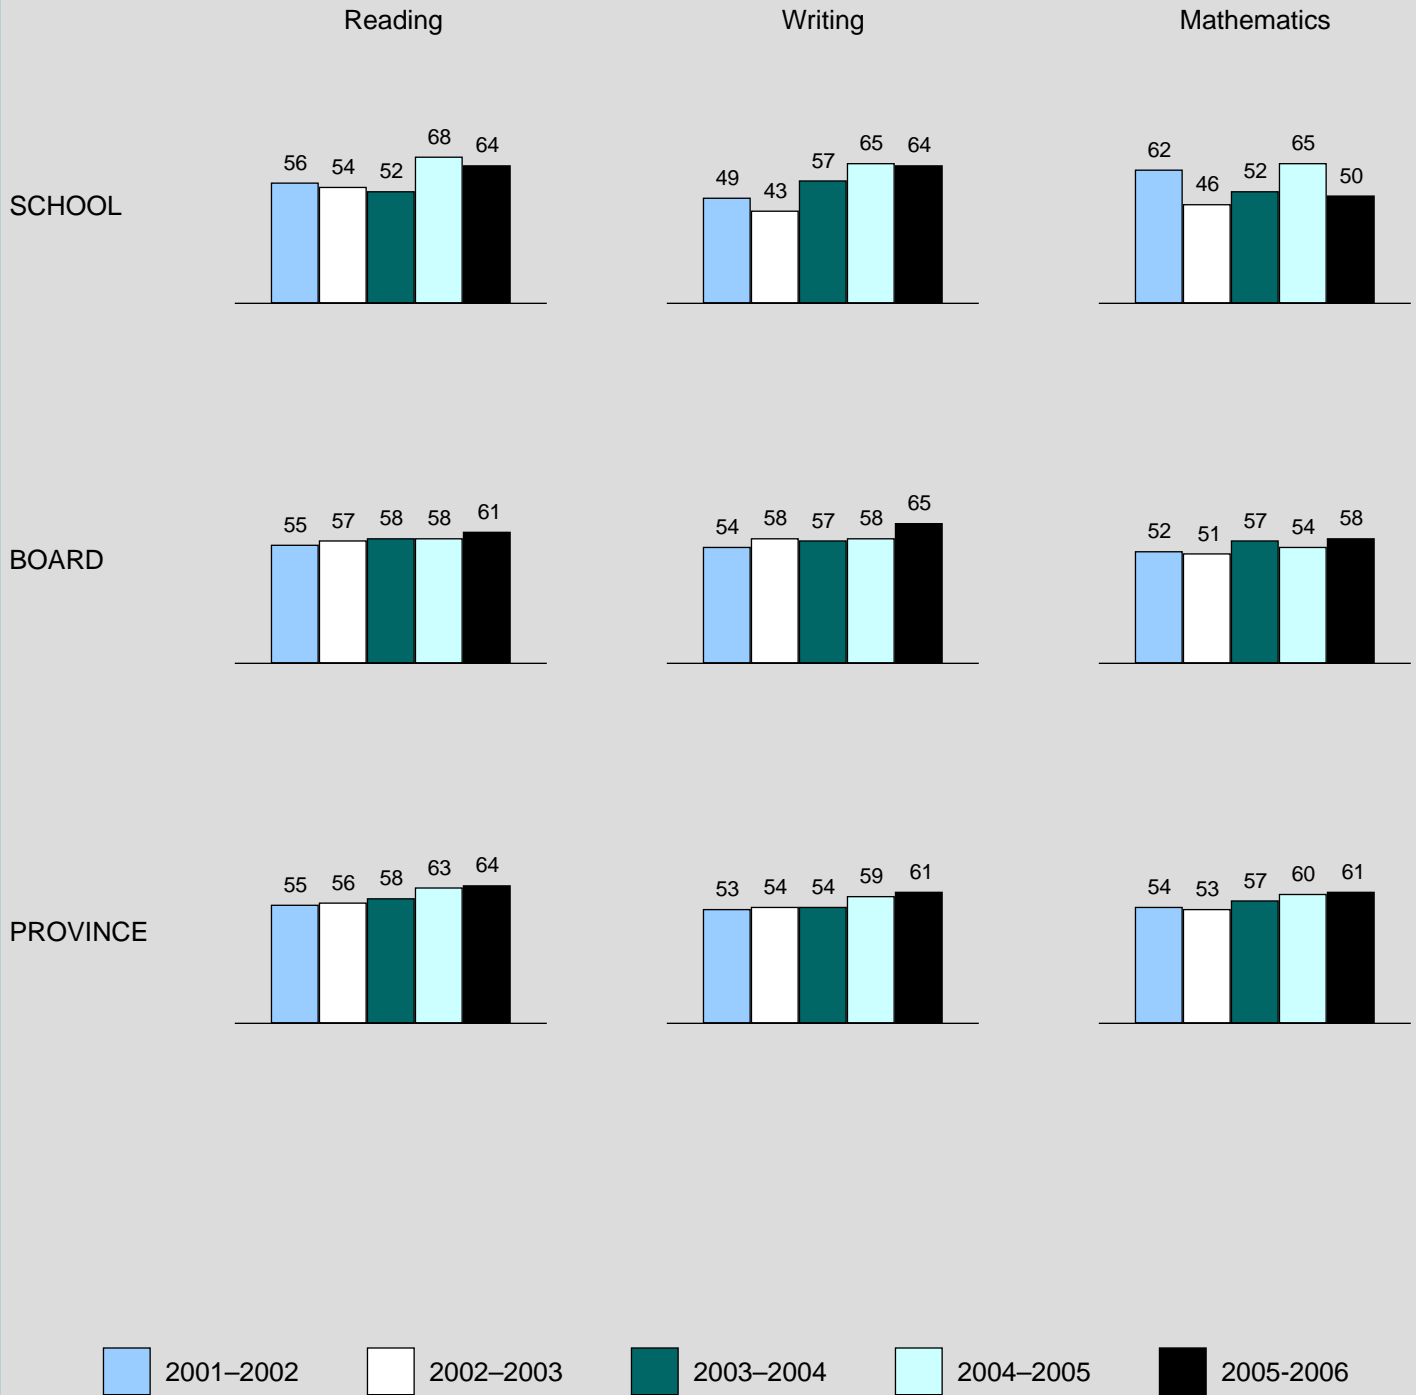 Reading Writing Mathematics
SCHOOL
56 54 52 68 64
49 43 57 65 64
62 46 52 65 50
BOARD
55 57 58 58 61
54 58 57 58 65
52 51 57 54 58
PROVINCE
55 56 58 63 64
53 54 54 59 61
54 53 57 60 61
2001–2002 2002–2003 2003–2004 2004–2005 2005-2006